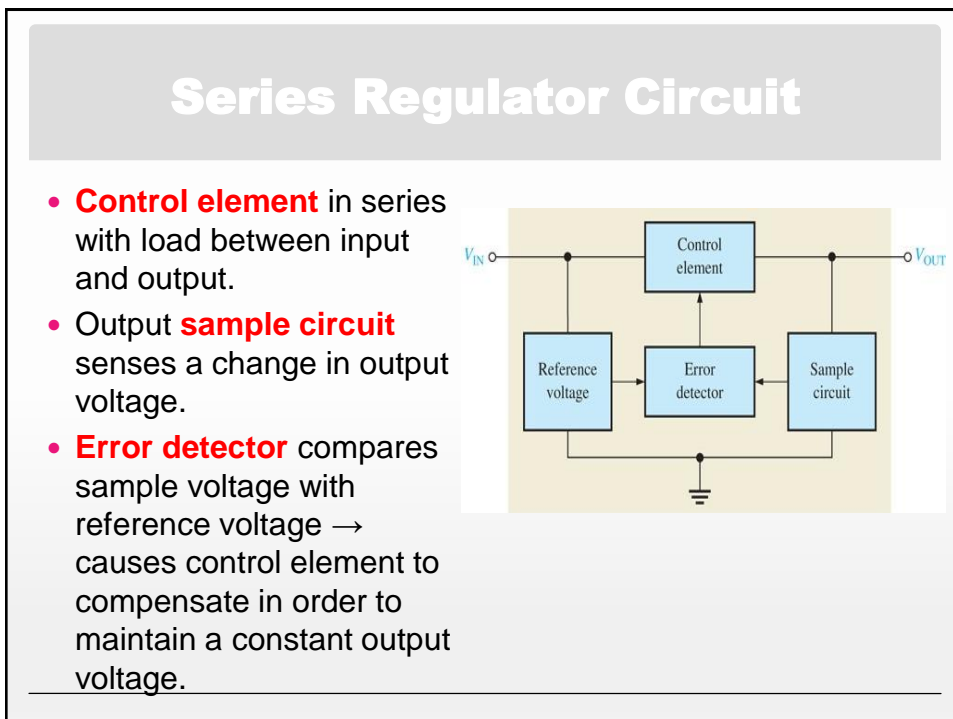 Series Regulator Circuit
• Control element in series
with load between input
and output.
• Output sample circuit
senses a change in output
voltage.
• Error detector compares
sample voltage with
reference voltage →
causes control element to
compensate in order to
maintain a constant output
voltage.
VIN
Control
element
VOUT
Reference
voltage
Error
detector
Sample
circuit